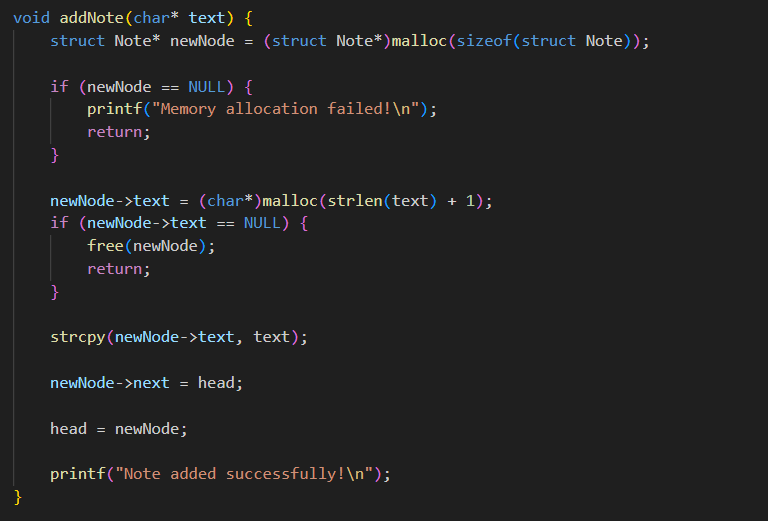 void addNote(char* text) {
    struct Note* newNode = (struct Note*)malloc(sizeof(struct Note));
    if (newNode == NULL) {
        printf("Memory allocation failed!\n");
        return;
    }
    newNode->text = (char*)malloc(strlen(text) + 1);
    if (newNode->text == NULL) {
        free(newNode);
        return;
    }
    strcpy(newNode->text, text);
    newNode->next = head;
    head = newNode;
    printf("Note added successfully!\n");
}